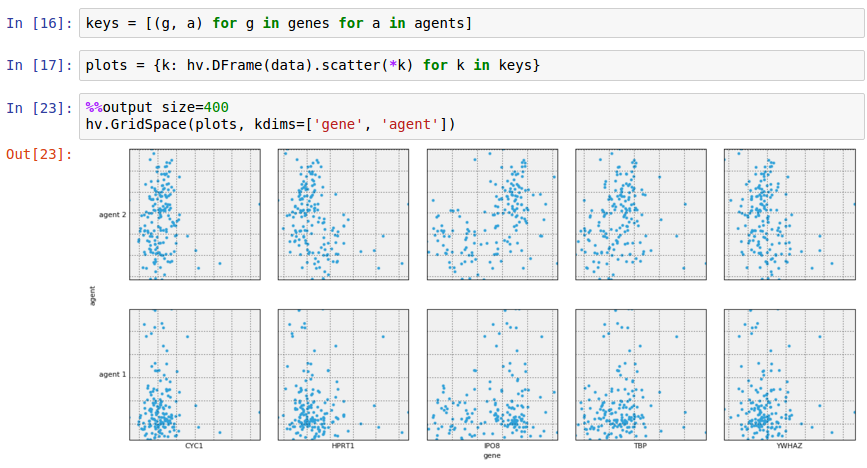 In [16]: keys = [(g, a) for g in genes for a in agents]
In [17]: plots = {k: hv.DFrame(data).scatter(*k) for k in keys}
In [23]: %%output size=400
hv.GridSpace(plots, kdims=['gene', 'agent'])
Out[23]:
agent 2
agent
agent 1
CYC1 HPRT1 IPO8 TBP YWHAZ
gene